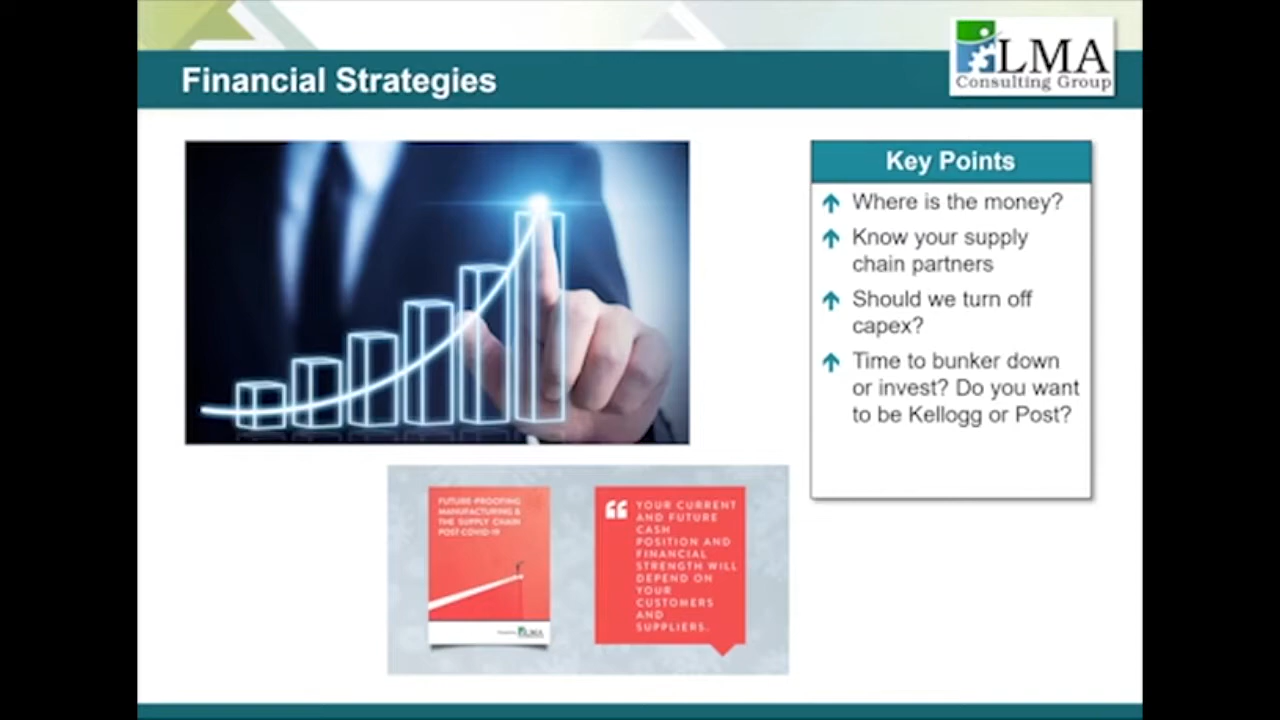 Financial Strategies
LMA
Consulting Group
Key Points
Where is the money?
Know your supply
chain partners
Should we turn off
capex?
Time to bunker down
or invest? Do you want
to be Kellogg or Post?
FUTURE-PROOFING
MANUFACTURING &
THE SUPPLY CHAIN
POST COVID-19
LMA
“YOUR CURRENT
AND FUTURE
CASH
POSITION AND
FINANCIAL
STRENGTH WILL
DEPEND ON
YOUR
CUSTOMERS
AND
SUPPLIERS.